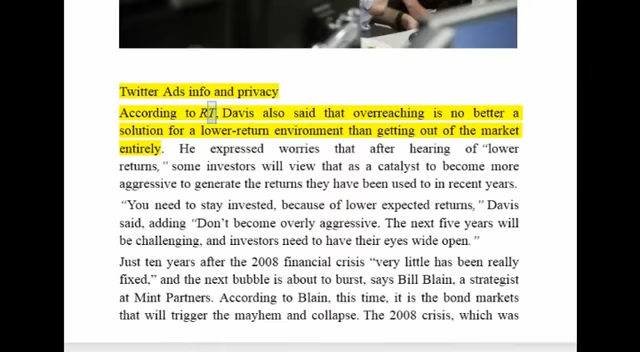 Twitter Ads info and privacy
According to RT, Davis also said that overreaching is no better a
solution for a lower-return environment than getting out of the market
entirely. He expressed worries that after hearing of “lower
returns,” some investors will view that as a catalyst to become more
aggressive to generate the returns they have been used to in recent years.
“You need to stay invested, because of lower expected returns,” Davis
said, adding “Don’t become overly aggressive. The next five years will
be challenging, and investors need to have their eyes wide open.”
Just ten years after the 2008 financial crisis “very little has been really
fixed,” and the next bubble is about to burst, says Bill Blain, a strategist
at Mint Partners. According to Blain, this time, it is the bond markets
that will trigger the mayhem and collapse. The 2008 crisis, which was